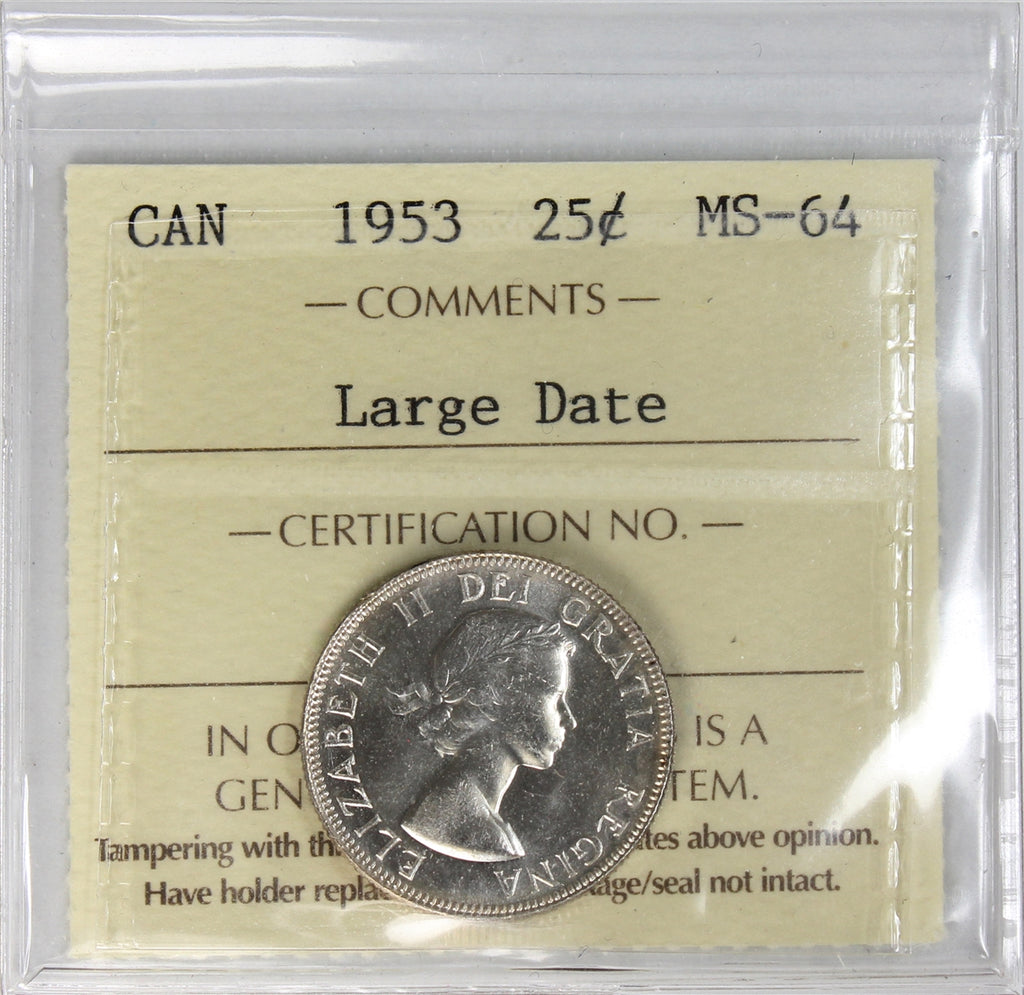 CAN 1953 25¢ MS-64
— COMMENTS —
Large Date
— CERTIFICATION NO. —
ELIZABETH II DEI GRATIA REGINA
IN O IS A
GEN TEM.
Tampering with th tes above opinion.
Have holder repla age/seal not intact.